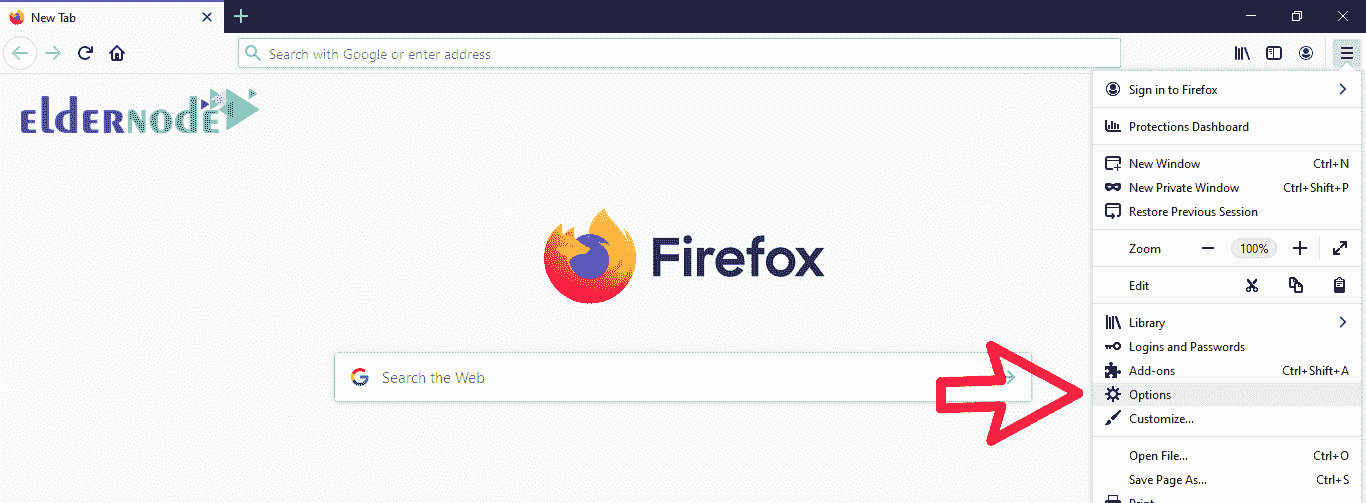 New Tab
Search with Google or enter address
ELDERNODE
Sign in to Firefox
Protections Dashboard
New Window Ctrl+N
New Private Window Ctrl+Shift+P
Restore Previous Session
Zoom 100%
Edit
Firefox
Library
Logins and Passwords
G Search the Web
Add-ons Ctrl+Shift+A
Options
Customize...
Open File... Ctrl+O
Save Page As... Ctrl+S
Print